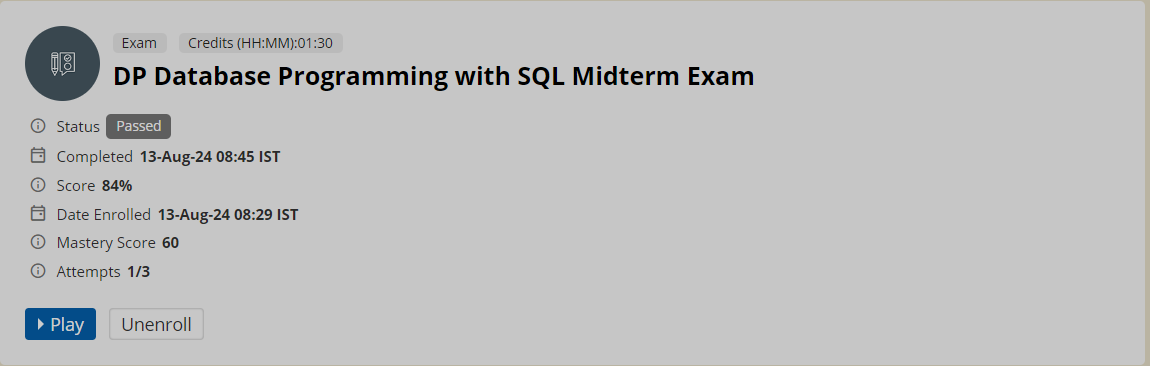 Exam Credits (HH:MM):01:30
DP Database Programming with SQL Midterm Exam
Status Passed
Completed 13-Aug-24 08:45 IST
Score 84%
Date Enrolled 13-Aug-24 08:29 IST
Mastery Score 60
Attempts 1/3
Play Unenroll